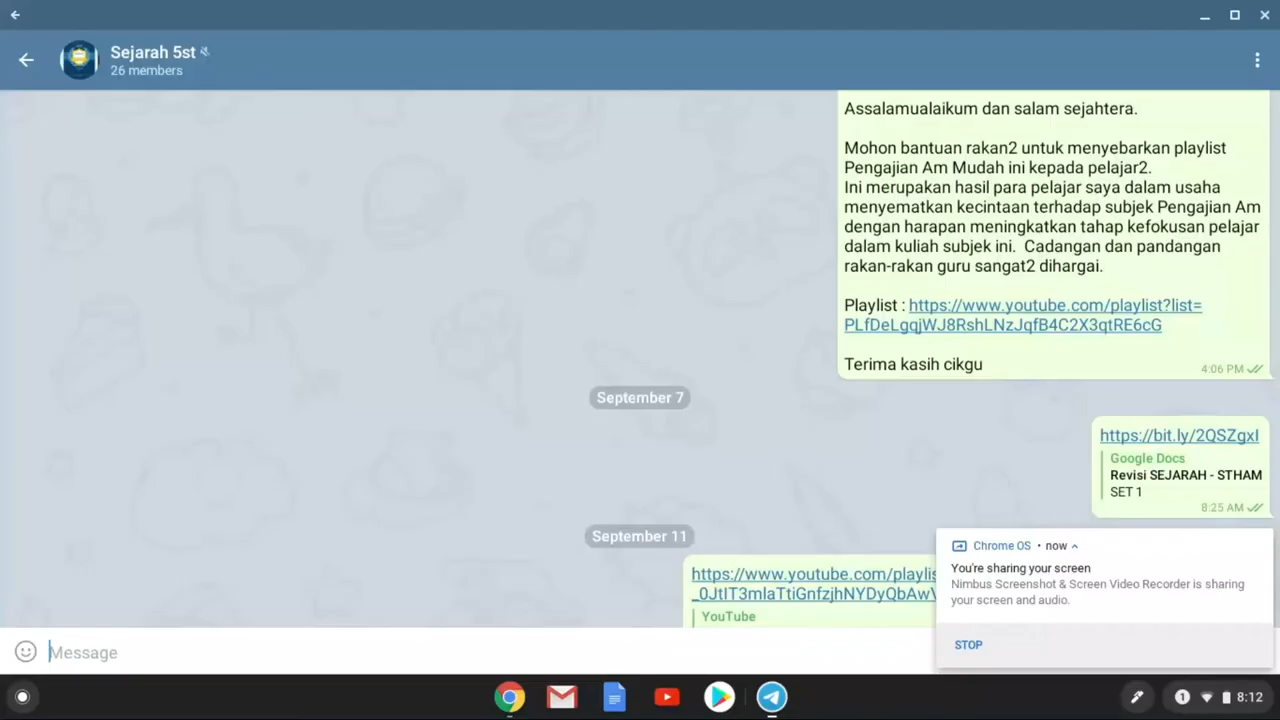 Sejarah 5st
26 members
Assalamualaikum dan salam sejahtera.
Mohon bantuan rakan2 untuk menyebarkan playlist
Pengajian Am Mudah ini kepada pelajar2.
Ini merupakan hasil para pelajar saya dalam usaha
menyematkan kecintaan terhadap subjek Pengajian Am
dengan harapan meningkatkan tahap kefokusan pelajar
dalam kuliah subjek ini. Cadangan dan pandangan
rakan-rakan guru sangat2 dihargai.
Playlist : https://www.youtube.com/playlist?list=
PLfDeLgqjWJ8RshLNzJqfB4C2X3qtRE6cG
Terima kasih cikgu
4:06 PM
September 7
https://bit.ly/2QSZgxI
Google Docs
Revisi SEJARAH - STHAM
SET 1
8:25 AM
September 11
https://www.youtube.com/playlis
_0JtIT3mlaTtiGnfzjhNYDyQbAwV
YouTube
Chrome OS • now
You're sharing your screen
Nimbus Screenshot & Screen Video Recorder is sharing
your screen and audio.
STOP
Message
1
8:12